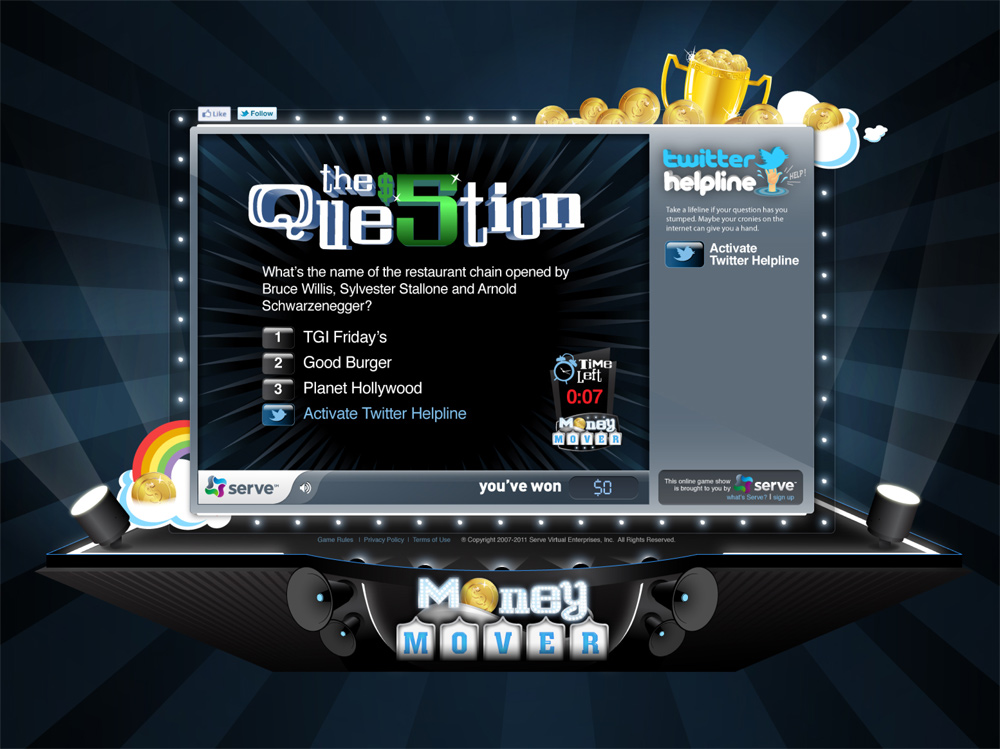 Like
Follow
the $5
Que5tion
What's the name of the restaurant chain opened by
Bruce Willis, Sylvester Stallone and Arnold
Schwarzenegger?
1 TGI Friday's
2 Good Burger
3 Planet Hollywood
Activate Twitter Helpline
Time
Left
0:07
Money
MOVER
serve℠
you've won $0
twitter
helpline
HELP!
Take a lifeline if your question has you
stumped. Maybe your cronies on the
internet can give you a hand.
Activate
Twitter Helpline
This online game show
is brought to you by serve℠
what's Serve? | sign up
Game Rules | Privacy Policy | Terms of Use ® Copyright 2007-2011 Serve Virtual Enterprises, Inc. All Rights Reserved.
Money
MOVER